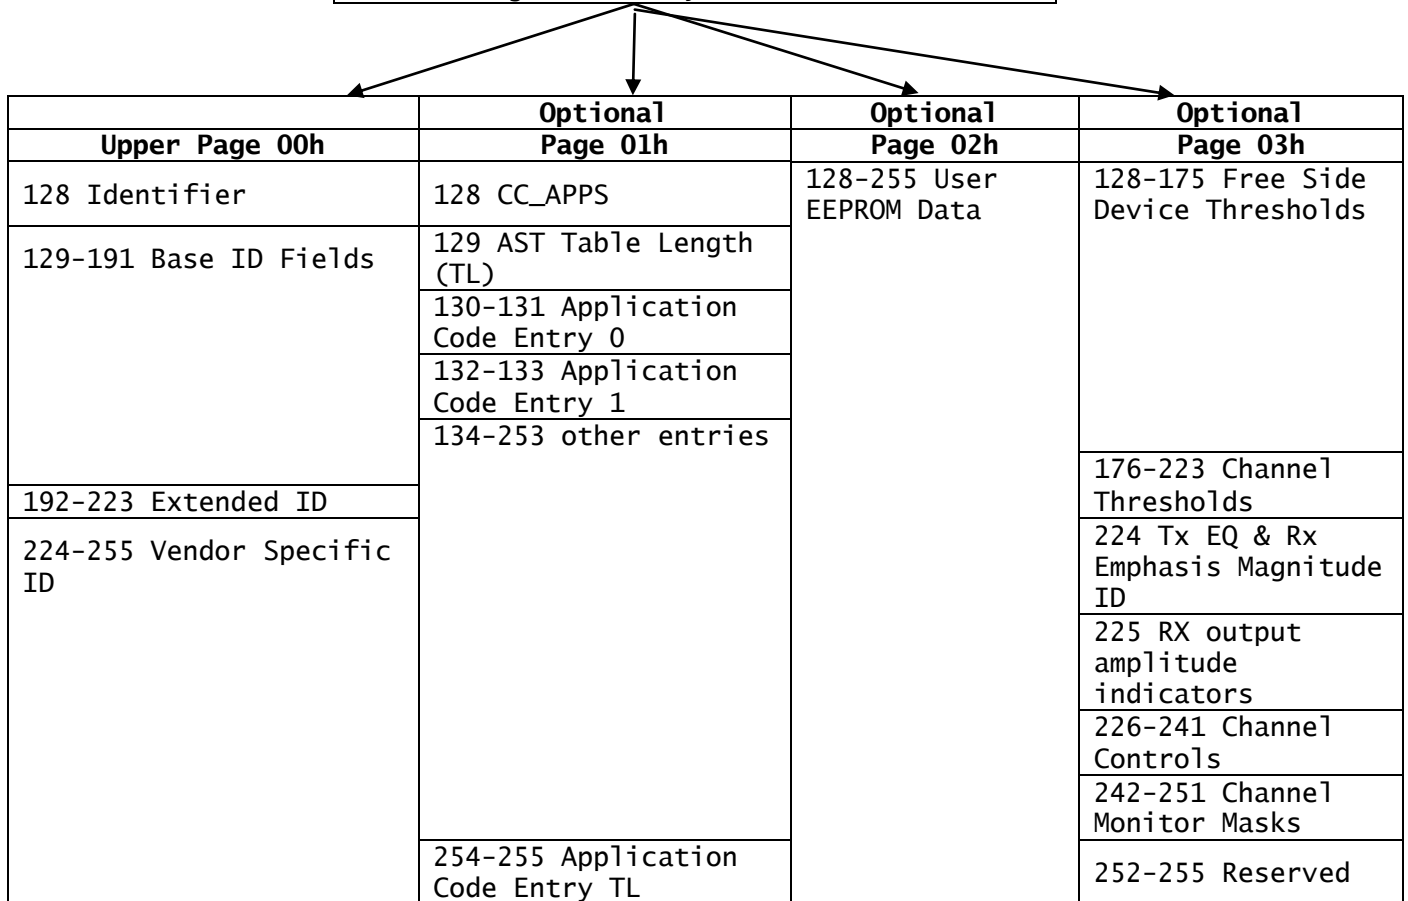 Optional
Optional
Optional
Upper Page 00h
Page 01h
Page 02h
Page 03h
128 Identifier
129-191 Base ID Fields
192-223 Extended ID
224-255 Vendor Specific
ID
128 CC_APPS
129 AST Table Length
(TL)
130-131 Application
Code Entry 0
132-133 Application
Code Entry 1
134-253 other entries
254-255 Application
Code Entry TL
128-255 User
EEPROM Data
128-175 Free Side
Device Thresholds
176-223 Channel
Thresholds
224 Tx EQ & Rx
Emphasis Magnitude
ID
225 RX output
amplitude
indicators
226-241 Channel
Controls
242-251 Channel
Monitor Masks
252-255 Reserved